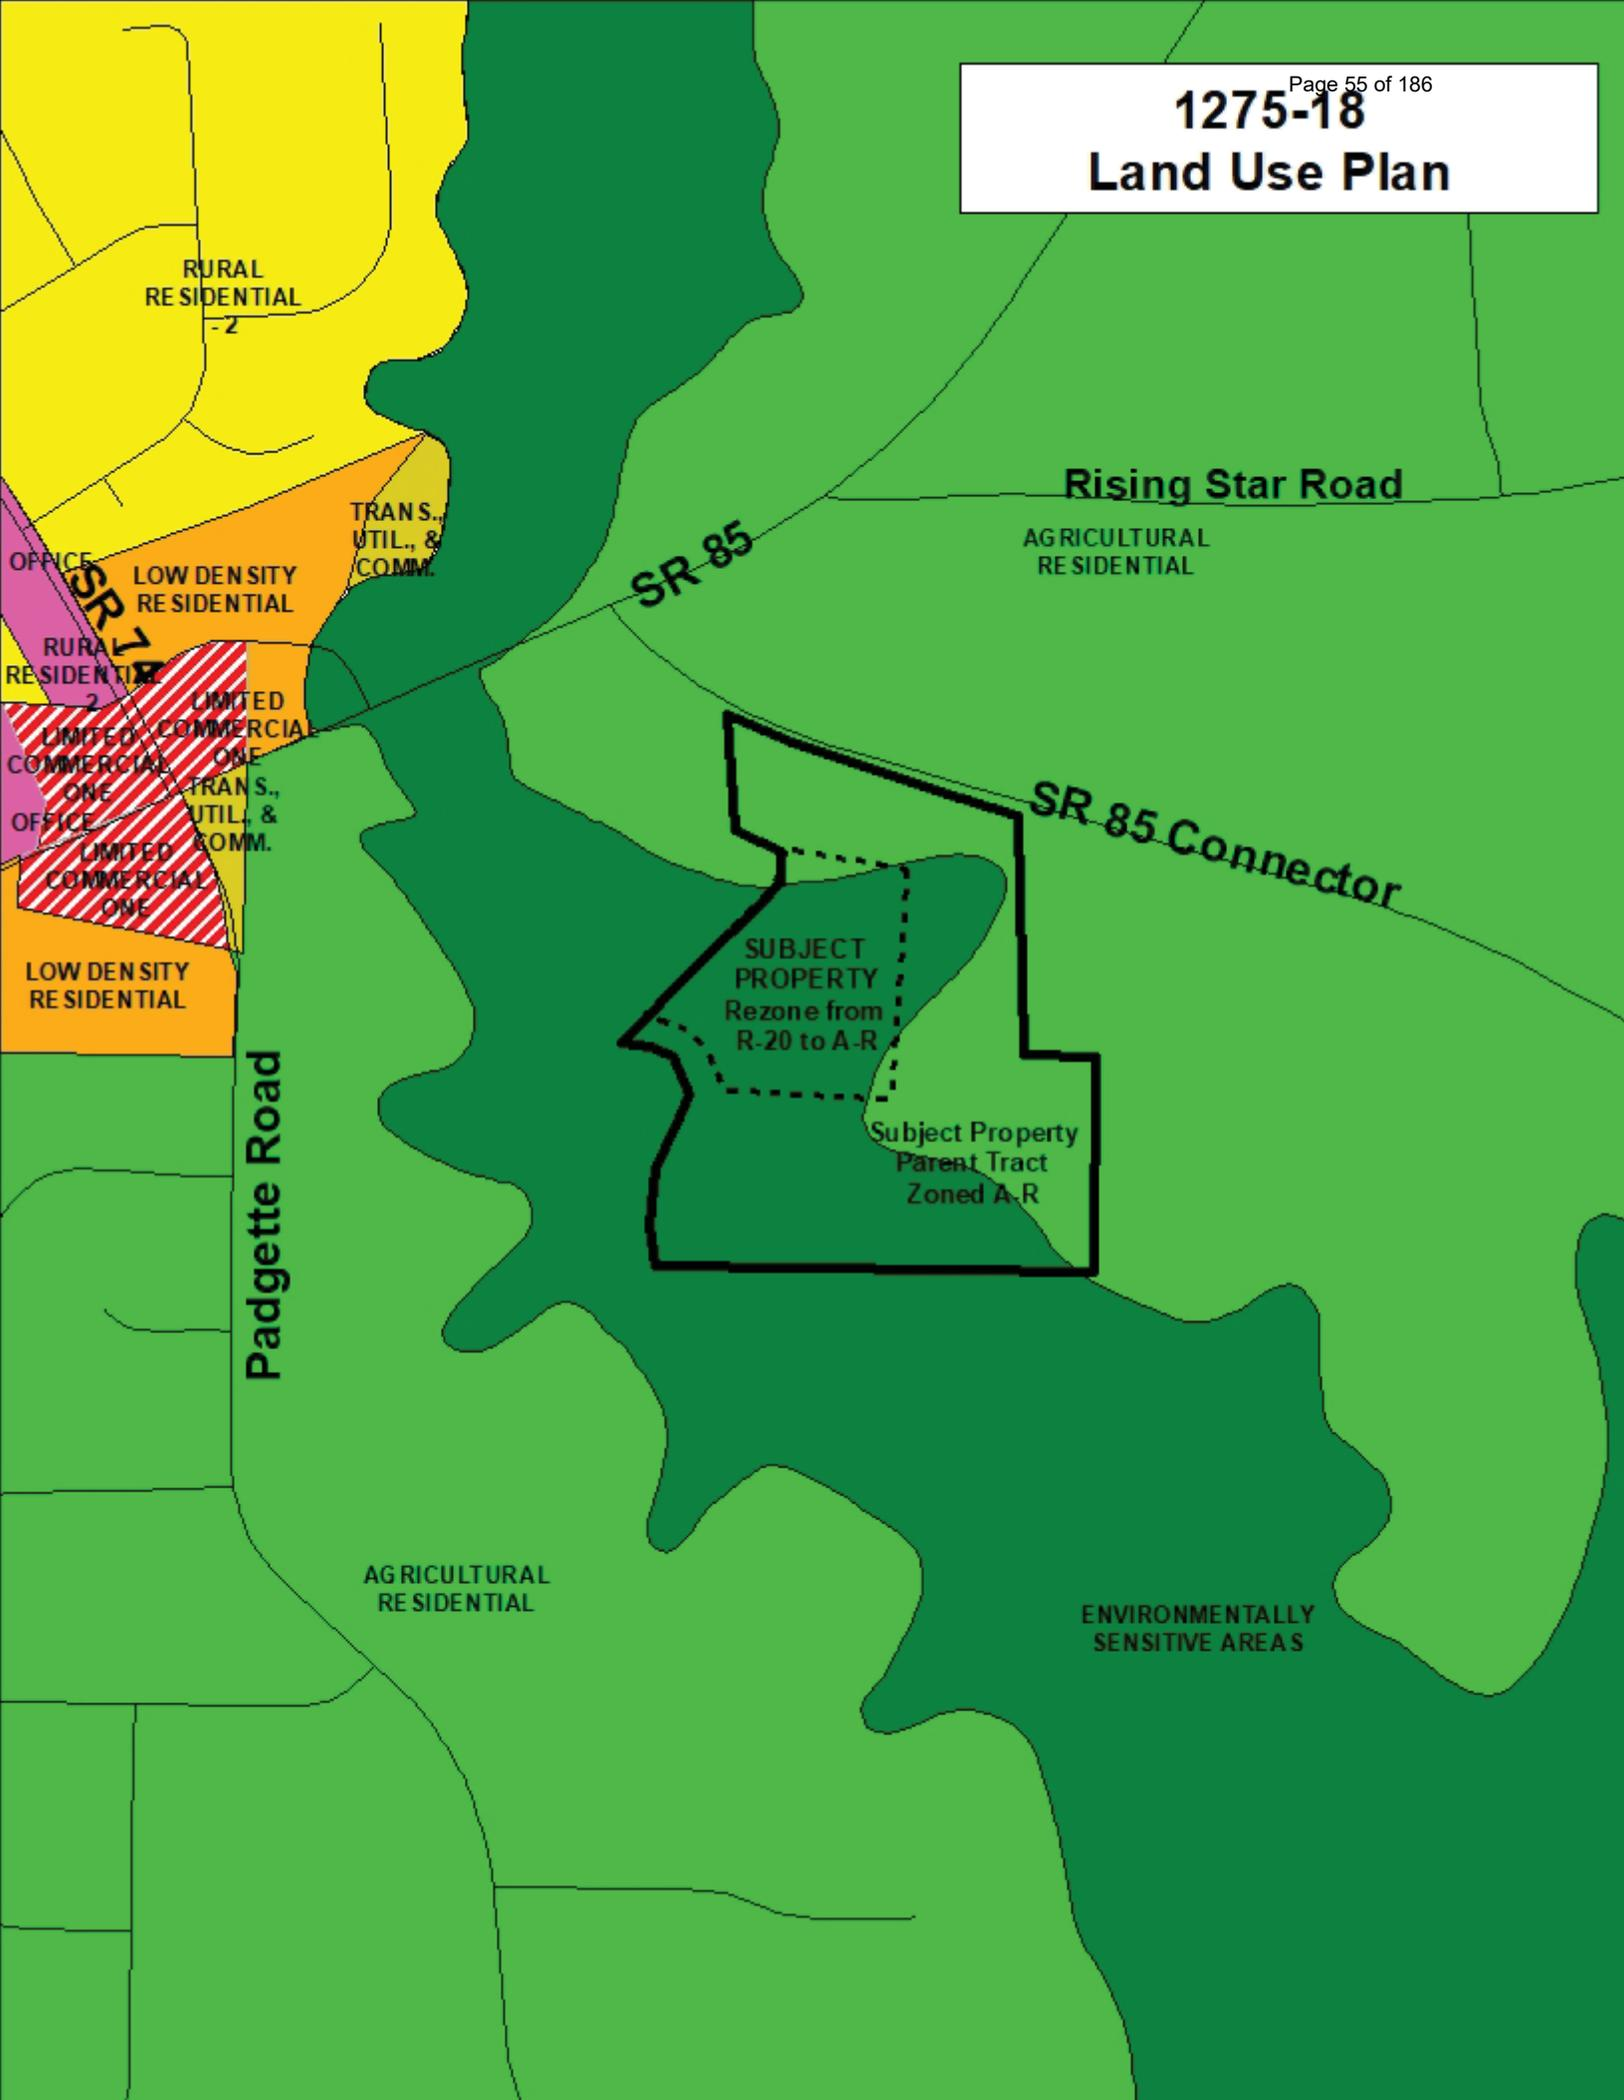 Page 55 of 186
1275-18
Land Use Plan
RURAL
RESIDENTIAL
- 2
Rising Star Road
TRANS.,
UTIL., &
COMM.
SR 85
AGRICULTURAL
RESIDENTIAL
OFFICE
SR 74
LOW DENSITY
RESIDENTIAL
RURAL
RESIDENTIAL
2
LIMITED
COMMERCIAL
ONE
LIMITED
COMMERCIAL
ONE
TRANS.,
UTIL., &
COMM.
OFFICE
LIMITED
COMMERCIAL
ONE
SR 85 Connector
SUBJECT
PROPERTY
Rezone from
R-20 to A-R
LOW DENSITY
RESIDENTIAL
Padgette Road
Subject Property
Parent Tract
Zoned A-R
AGRICULTURAL
RESIDENTIAL
ENVIRONMENTALLY
SENSITIVE AREAS